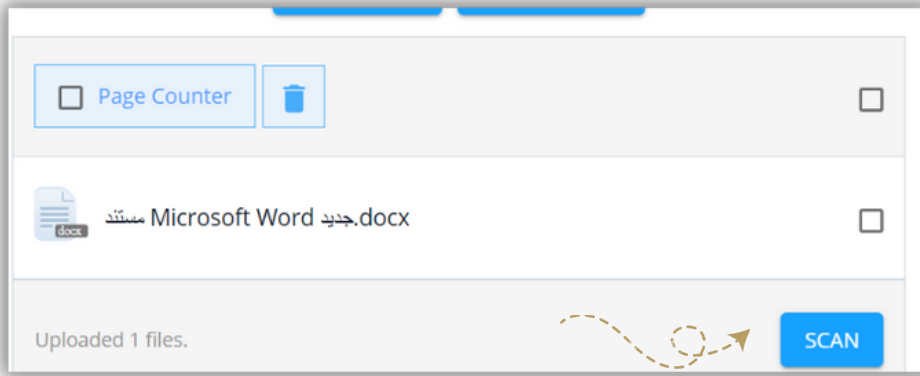 Page Counter
مستند Microsoft Word جديد.docx
docx
Uploaded 1 files.
SCAN